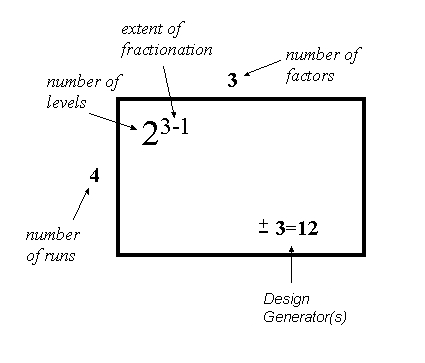 extent of
fractionation
number of
levels
3
number of
factors
2^{3-1}
4
number
of runs
± 3=12
Design
Generator(s)